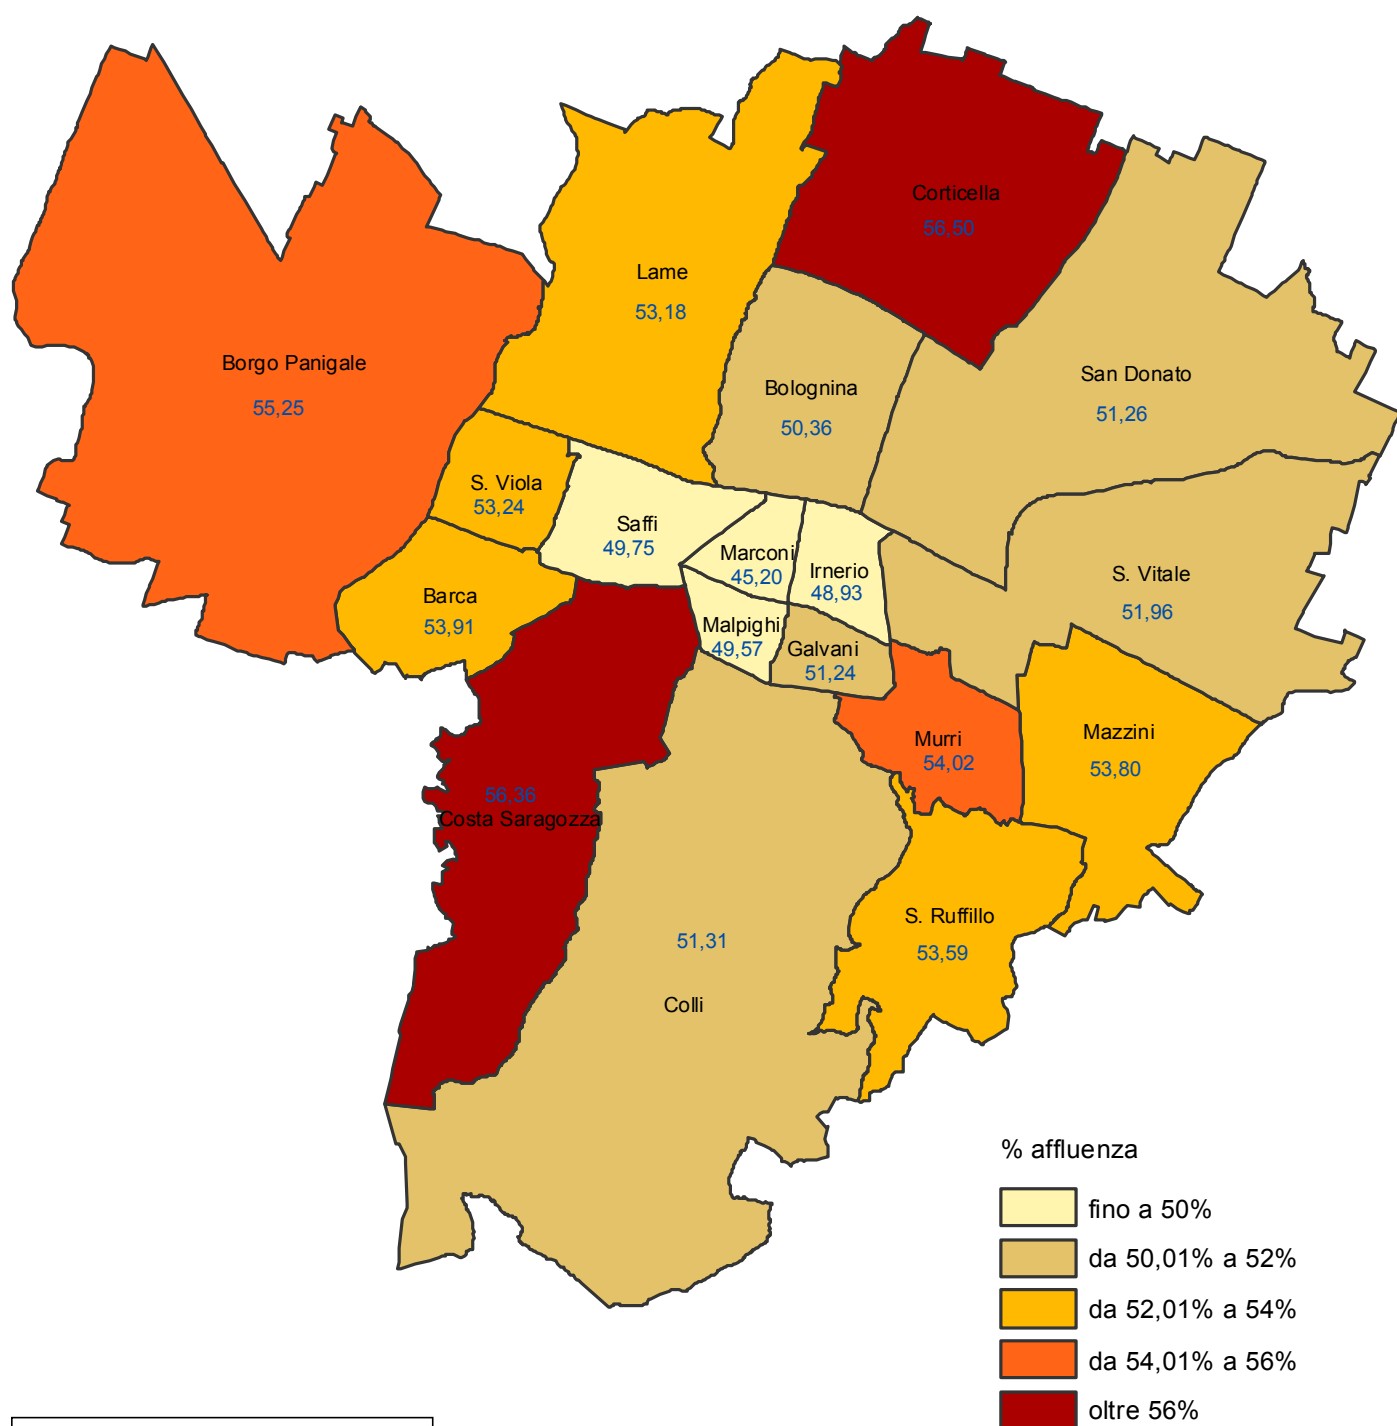 Corticella
56,50
Lame
53,18
Borgo Panigale
55,25
Bolognina
50,36
San Donato
51,26
S. Viola
53,24
Saffi
49,75
Marconi
45,20
Irnerio
48,93
S. Vitale
51,96
Barca
53,91
Malpighi
49,57
Galvani
51,24
Murri
54,02
Mazzini
53,80
56,36
Costa Saragozza
S. Ruffillo
53,59
51,31
Colli
% affluenza
fino a 50%
da 50,01% a 52%
da 52,01% a 54%
da 54,01% a 56%
oltre 56%